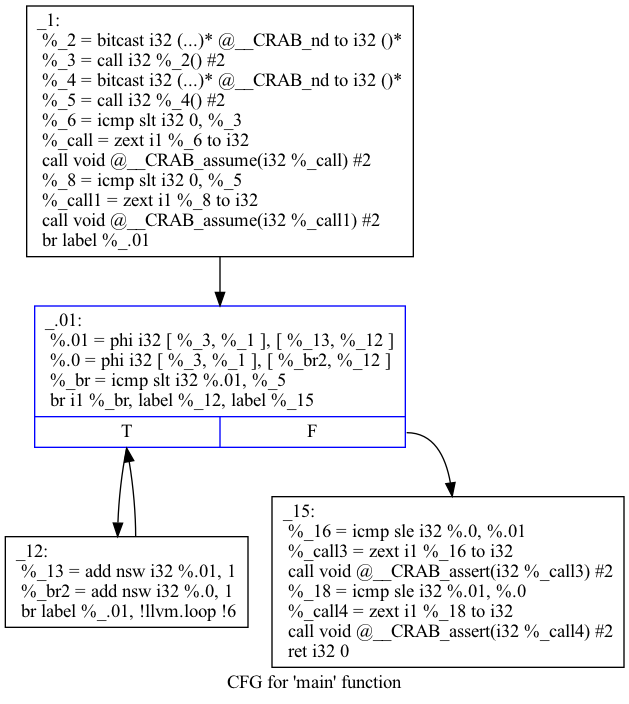 _1:
%_2 = bitcast i32 (...)* @__CRAB_nd to i32 ()*
%_3 = call i32 %_2() #2
%_4 = bitcast i32 (...)* @__CRAB_nd to i32 ()*
%_5 = call i32 %_4() #2
%_6 = icmp slt i32 0, %_3
%_call = zext i1 %_6 to i32
call void @__CRAB_assume(i32 %_call) #2
%_8 = icmp slt i32 0, %_5
%_call1 = zext i1 %_8 to i32
call void @__CRAB_assume(i32 %_call1) #2
br label %_.01
_.01:
%.01 = phi i32 [ %_3, %_1 ], [ %_13, %_12 ]
%.0 = phi i32 [ %_3, %_1 ], [ %_br2, %_12 ]
%_br = icmp slt i32 %.01, %_5
br i1 %_br, label %_12, label %_15
T
F
_12:
%_13 = add nsw i32 %.01, 1
%_br2 = add nsw i32 %.0, 1
br label %_.01, !llvm.loop !6
_15:
%_16 = icmp sle i32 %.0, %.01
%_call3 = zext i1 %_16 to i32
call void @__CRAB_assert(i32 %_call3) #2
%_18 = icmp sle i32 %.01, %.0
%_call4 = zext i1 %_18 to i32
call void @__CRAB_assert(i32 %_call4) #2
ret i32 0
CFG for 'main' function